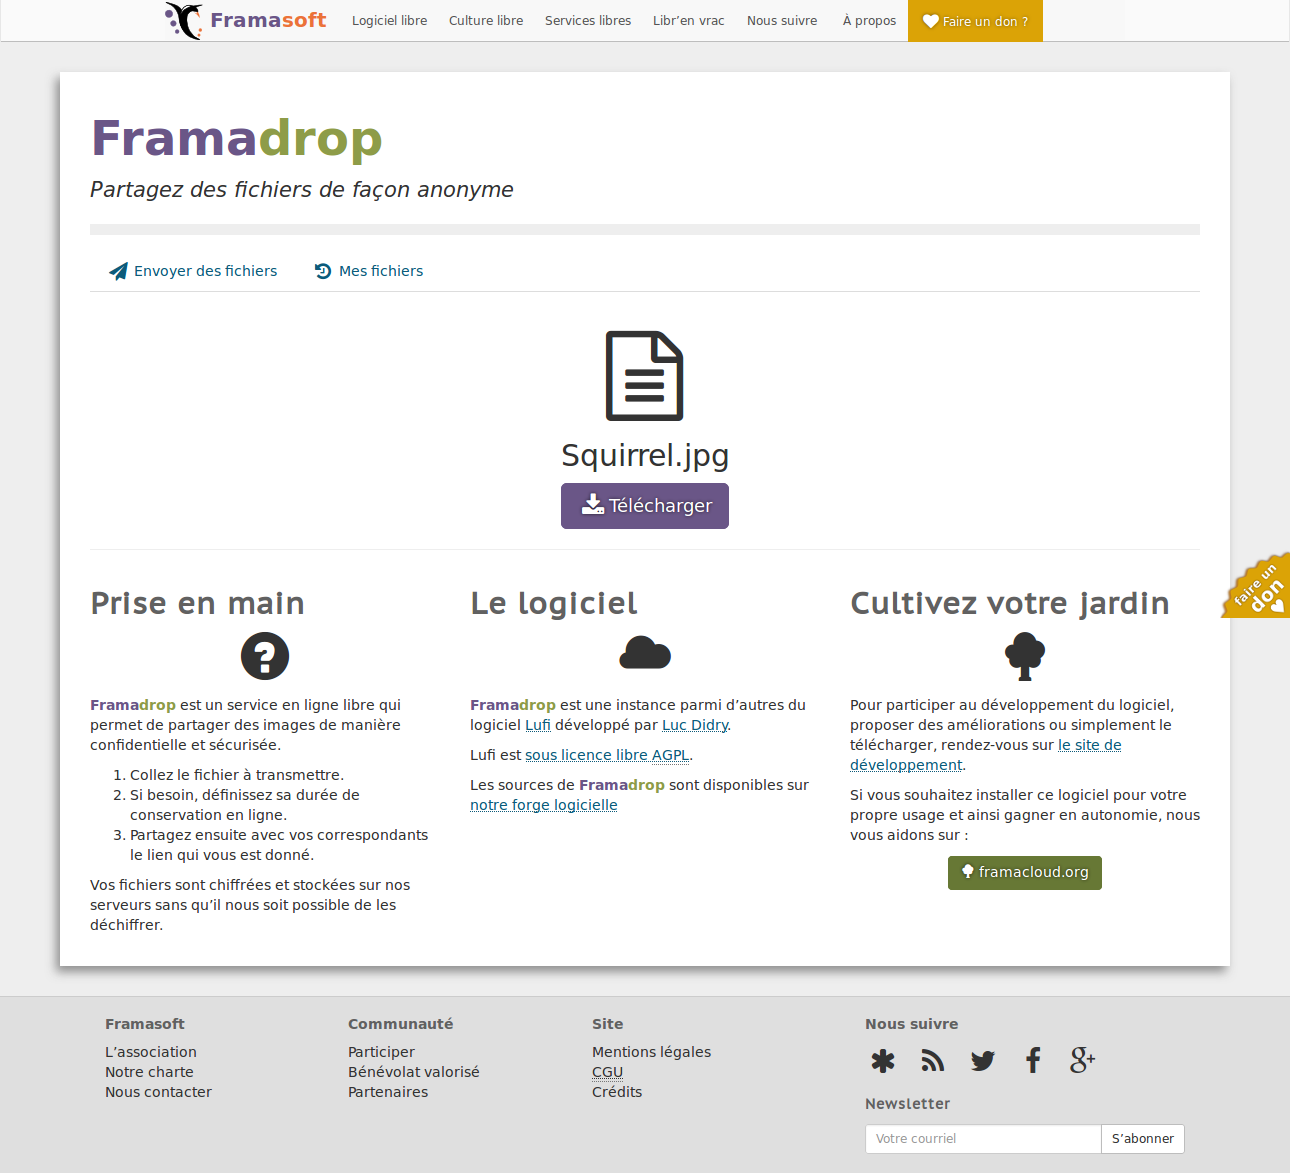 Framasoft Logiciel libre Culture libre Services libres Libr’en vrac Nous suivre À propos Faire un don ?
Framadrop
Partagez des fichiers de façon anonyme
Envoyer des fichiers Mes fichiers
Squirrel.jpg
Télécharger
faire un
don
Prise en main
Framadrop est un service en ligne libre qui
permet de partager des images de manière
confidentielle et sécurisée.
1. Collez le fichier à transmettre.
2. Si besoin, définissez sa durée de
conservation en ligne.
3. Partagez ensuite avec vos correspondants
le lien qui vous est donné.
Vos fichiers sont chiffrées et stockées sur nos
serveurs sans qu’il nous soit possible de les
déchiffrer.
Le logiciel
Framadrop est une instance parmi d’autres du
logiciel Lufi développé par Luc Didry.
Lufi est sous licence libre AGPL.
Les sources de Framadrop sont disponibles sur
notre forge logicielle
Cultivez votre jardin
Pour participer au développement du logiciel,
proposer des améliorations ou simplement le
télécharger, rendez-vous sur le site de
développement.
Si vous souhaitez installer ce logiciel pour votre
propre usage et ainsi gagner en autonomie, nous
vous aidons sur :
framacloud.org
Framasoft
L’association
Notre charte
Nous contacter
Communauté
Participer
Bénévolat valorisé
Partenaires
Site
Mentions légales
CGU
Crédits
Nous suivre
Newsletter
Votre courriel S’abonner